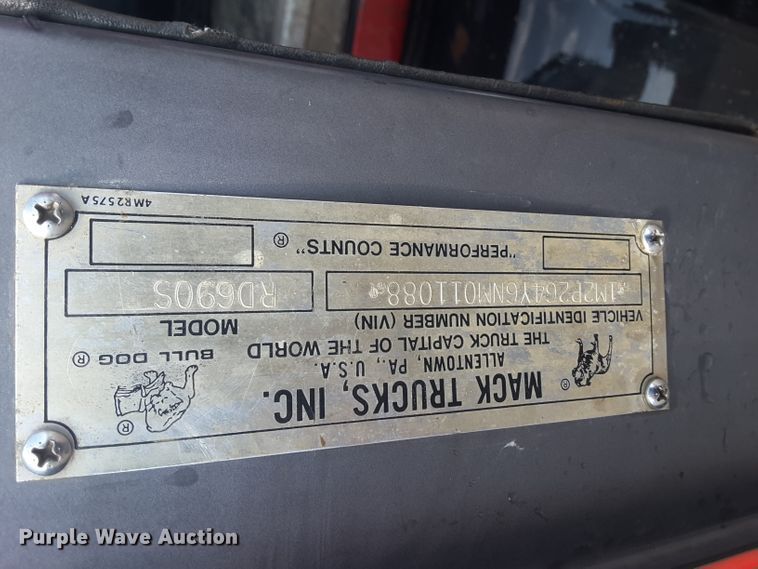 MACK TRUCKS, INC.®
ALLENTOWN, PA., U.S.A.
THE TRUCK CAPITAL OF THE WORLD
®
BULL DOG®
VEHICLE IDENTIFICATION NUMBER (VIN)
MODEL
1M2P264Y6NM011088
RD690S
"PERFORMANCE COUNTS"®
4MR2575A
Purple Wave Auction